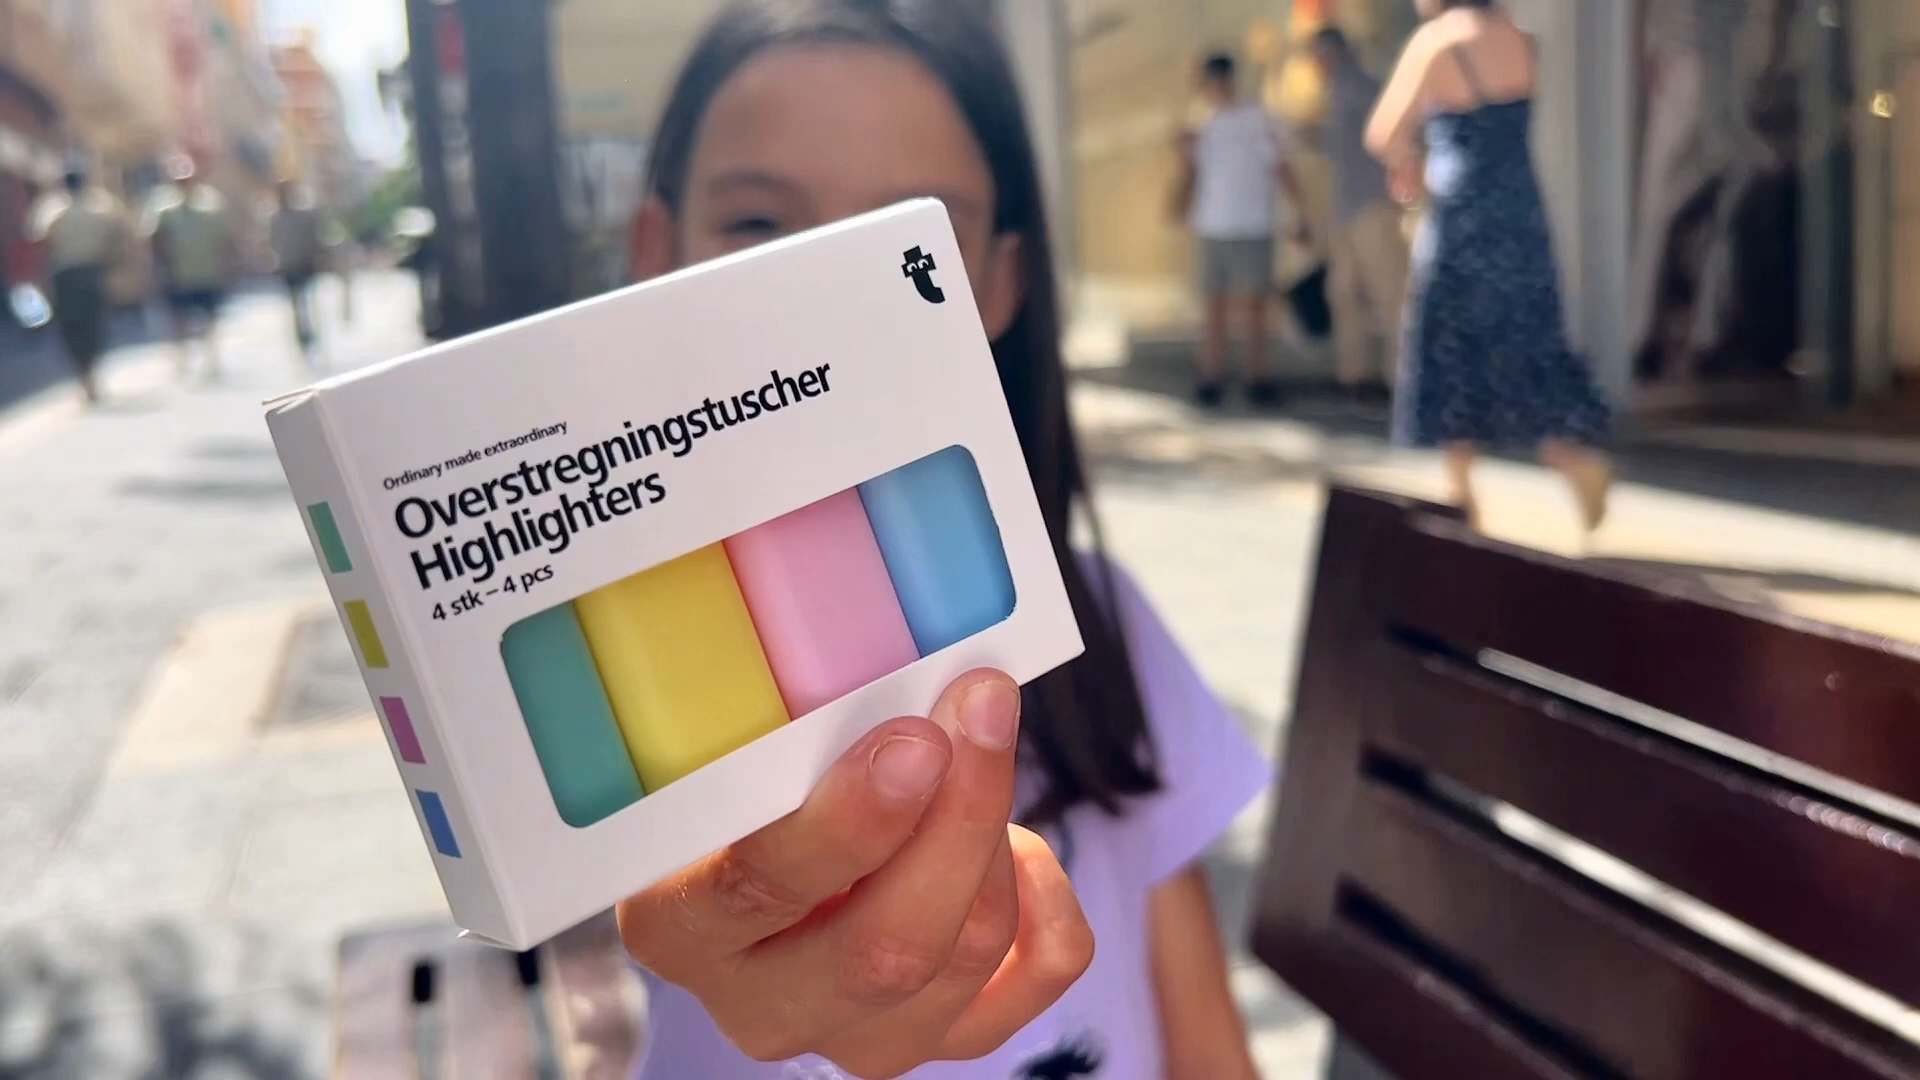 Ordinary made extraordinary
Overstregningstuscher
Highlighters
4 stk – 4 pcs